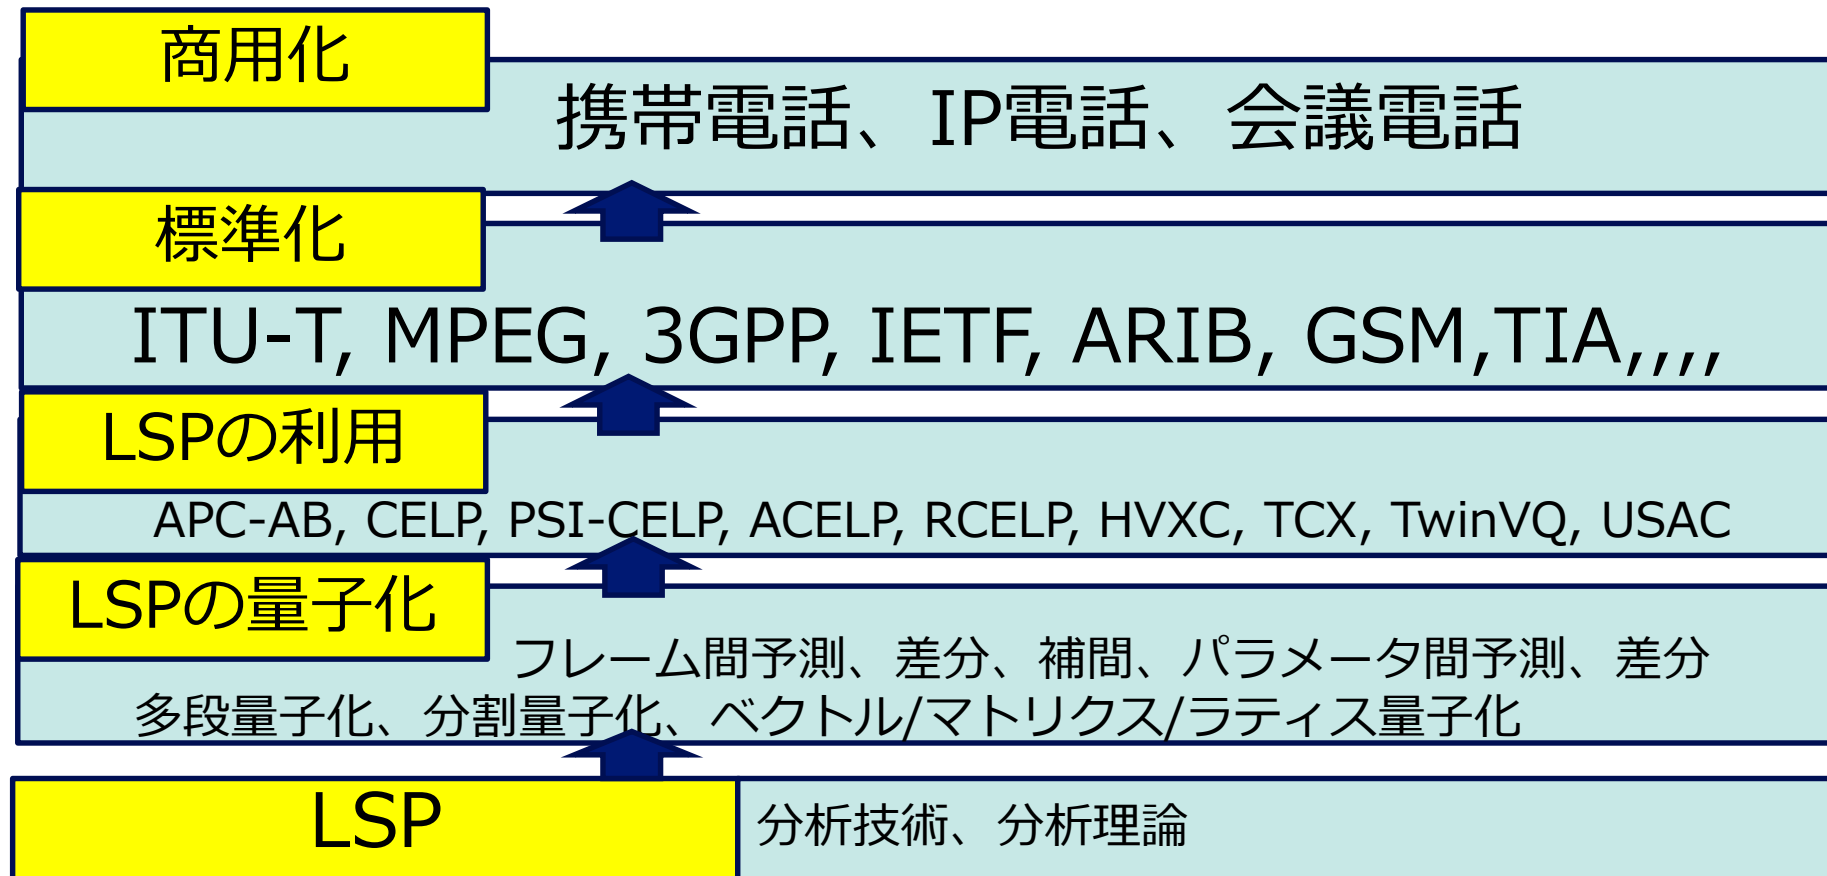 商用化
携帯電話、IP電話、会議電話
標準化
ITU-T, MPEG, 3GPP, IETF, ARIB, GSM,TIA,,,,
LSPの利用
APC-AB, CELP, PSI-CELP, ACELP, RCELP, HVXC, TCX, TwinVQ, USAC
LSPの量子化
フレーム間予測、差分、補間、パラメータ間予測、差分
多段量子化、分割量子化、ベクトル/マトリクス/ラティス量子化
LSP
分析技術、分析理論